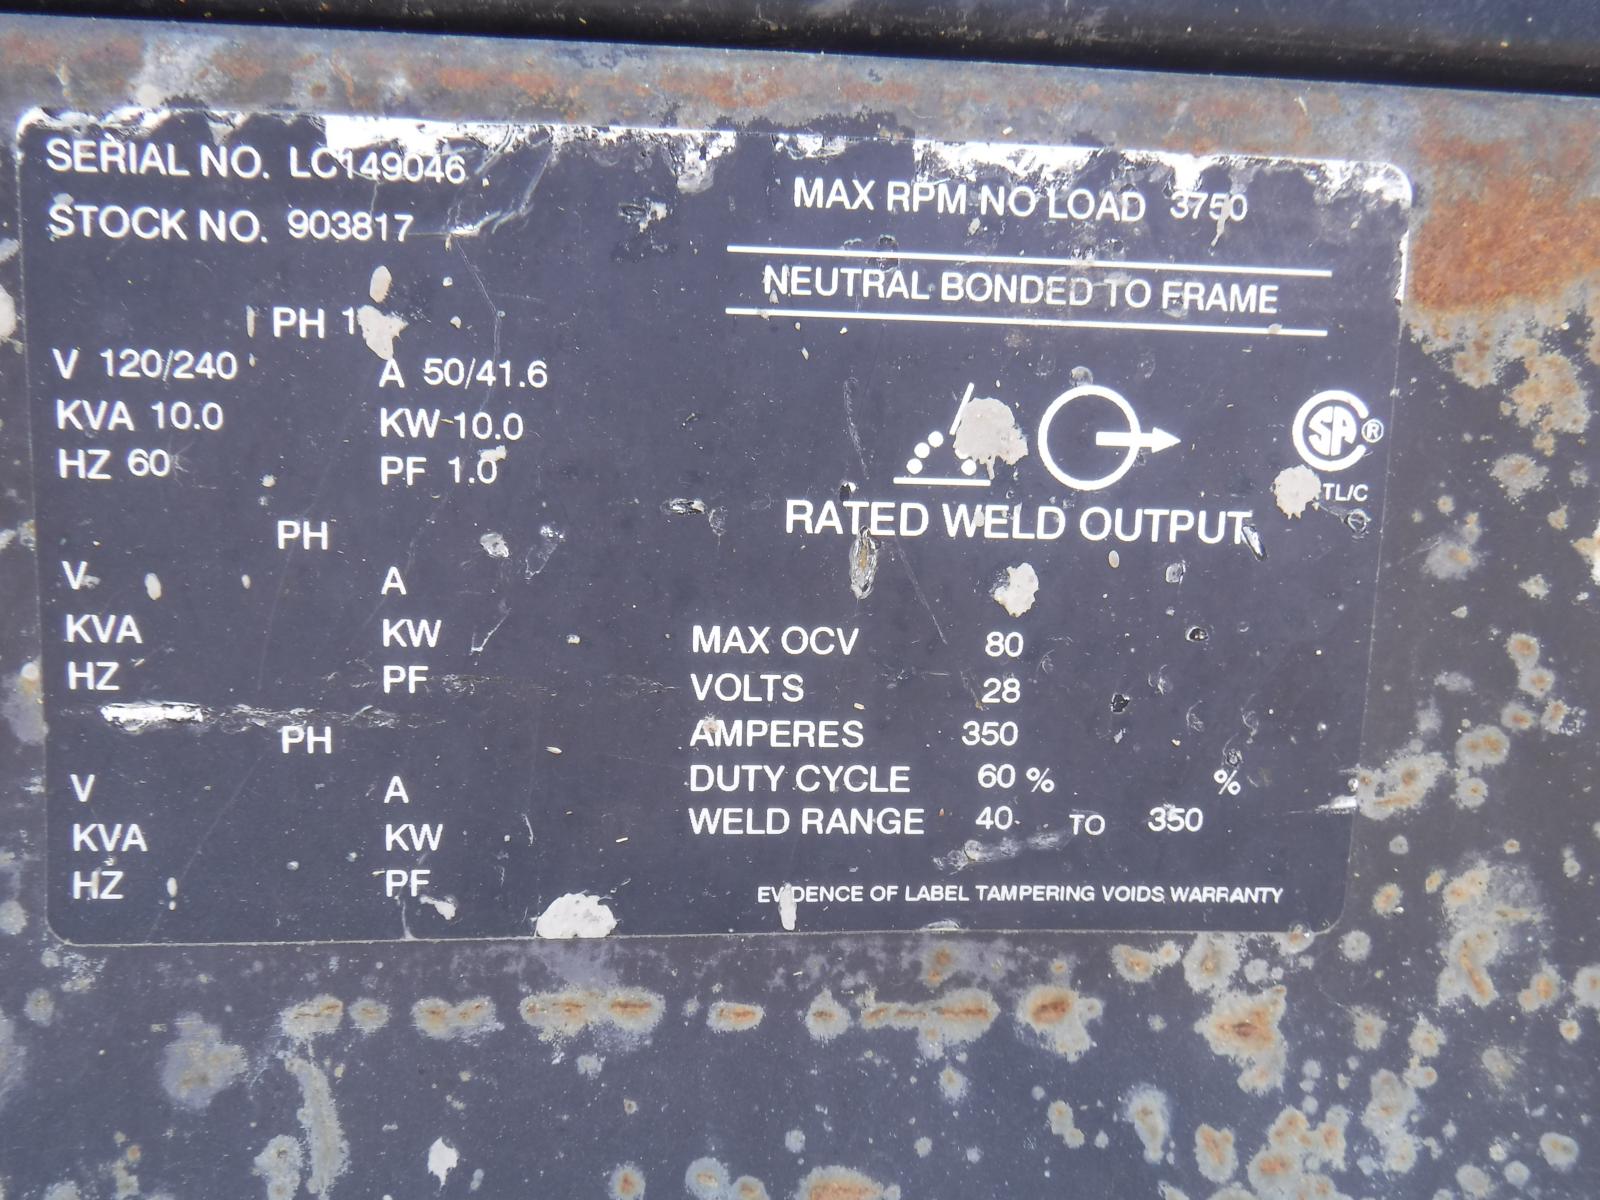 SERIAL NO. LC149046
STOCK NO. 903817
PH 1
V 120/240 A 50/41.6
KVA 10.0 KW 10.0
HZ 60 PF 1.0
PH
V A
KVA KW
HZ PF
PH
V A
KVA KW
HZ PF
MAX RPM NO LOAD 3750
NEUTRAL BONDED TO FRAME
SA ®
TL/C
RATED WELD OUTPUT
MAX OCV 80
VOLTS 28
AMPERES 350
DUTY CYCLE 60 % %
WELD RANGE 40 TO 350
EVIDENCE OF LABEL TAMPERING VOIDS WARRANTY